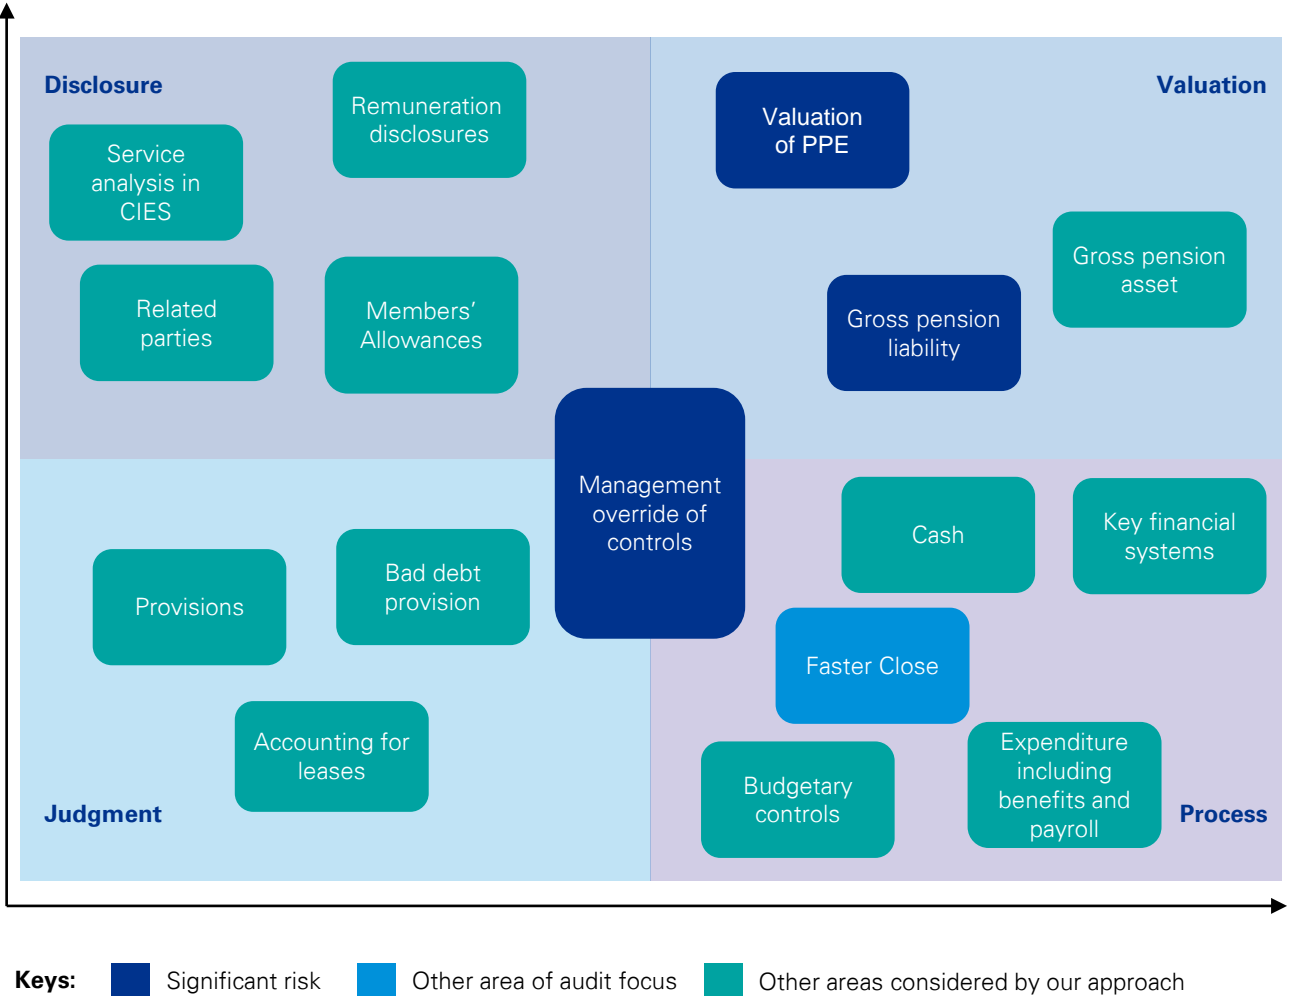 Disclosure
Remuneration
disclosures
Service
analysis in
CIES
Related
parties
Members’
Allowances
Valuation
Valuation
of PPE
Gross pension
asset
Gross pension
liability
Management
override of
controls
Provisions
Bad debt
provision
Accounting for
leases
Judgment
Cash
Key financial
systems
Faster Close
Budgetary
controls
Expenditure
including
benefits and
payroll
Process
Keys:
Significant risk
Other area of audit focus
Other areas considered by our approach